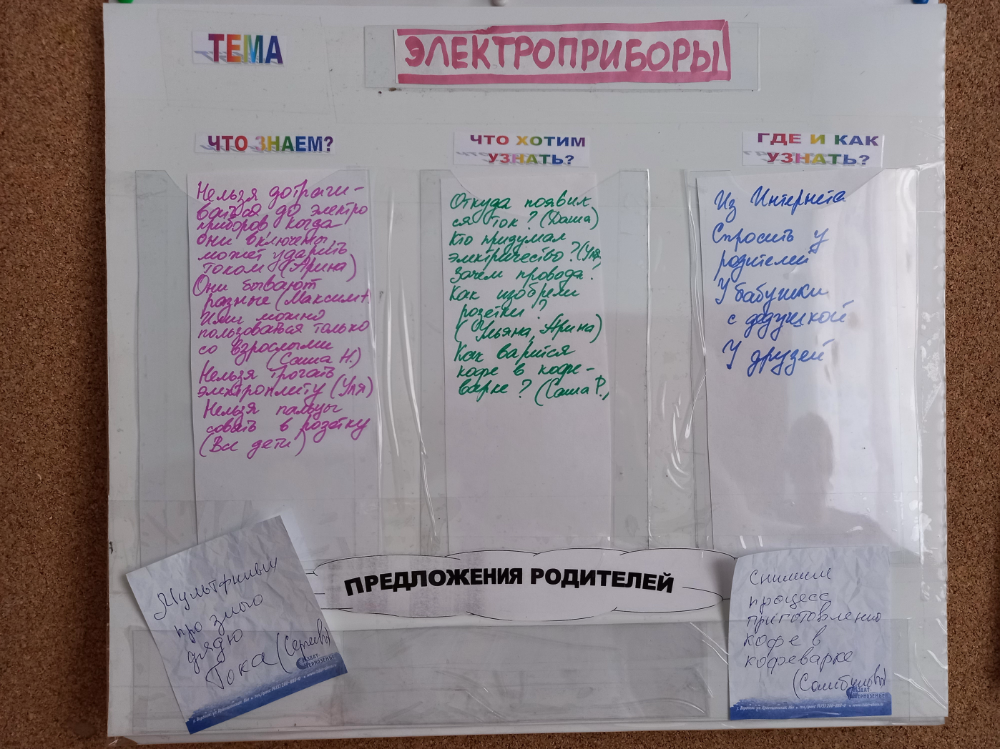 ТЕМА
ЭЛЕКТРОПРИБОРЫ
ЧТО ЗНАЕМ?
Нельзя дотраги-
ваться до электро
приборов когда
они включены,
может ударить
током (Арина)
Они бывают
разные (Максим А.
Ими можно
пользоваться только
со взрослыми
(Саша Н.)
Нельзя трогать
электроплиту (Уля)
Нельзя пальцы
совать в розетку
(Все дети)
ЧТО ХОТИМ
УЗНАТЬ?
Откуда появил
ся ток? (Даша)
Кто придумал
электричество? (Уля
Зачем провода?
Как изобрели
розетки?
(Ульяна, Арина)
Как варится
кофе в кофе-
варке? (Саша Р.)
ГДЕ И КАК
УЗНАТЬ?
Из Интернета
Спросить у
родителей
У бабушки
с дедушкой
У друзей
ПРЕДЛОЖЕНИЯ РОДИТЕЛЕЙ
Мультфильм
про злого
дядю
Тока (
ИЗДАТ-
ЧЕРНОЗЕМЬЕ
Снимем
процесс
приготовления
кофе в
кофеварке
ИЗДАТ-
ЧЕРНОЗЕМЬЕ